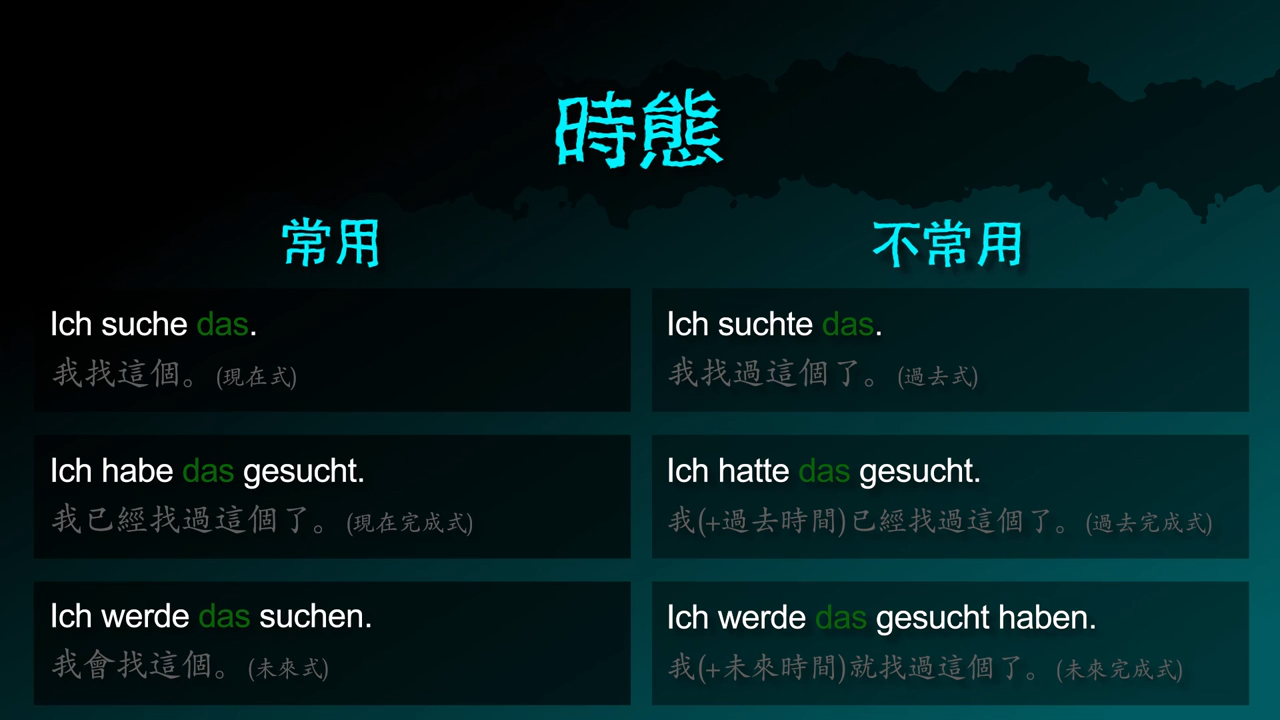 時態
常用
Ich suche das.
我找這個。(現在式)
Ich habe das gesucht.
我已經找過這個了。(現在完成式)
Ich werde das suchen.
我會找這個。(未來式)
不常用
Ich suchte das.
我找過這個了。(過去式)
Ich hatte das gesucht.
我(+過去時間)已經找過這個了。(過去完成式)
Ich werde das gesucht haben.
我(+未來時間)就找過這個了。(未來完成式)